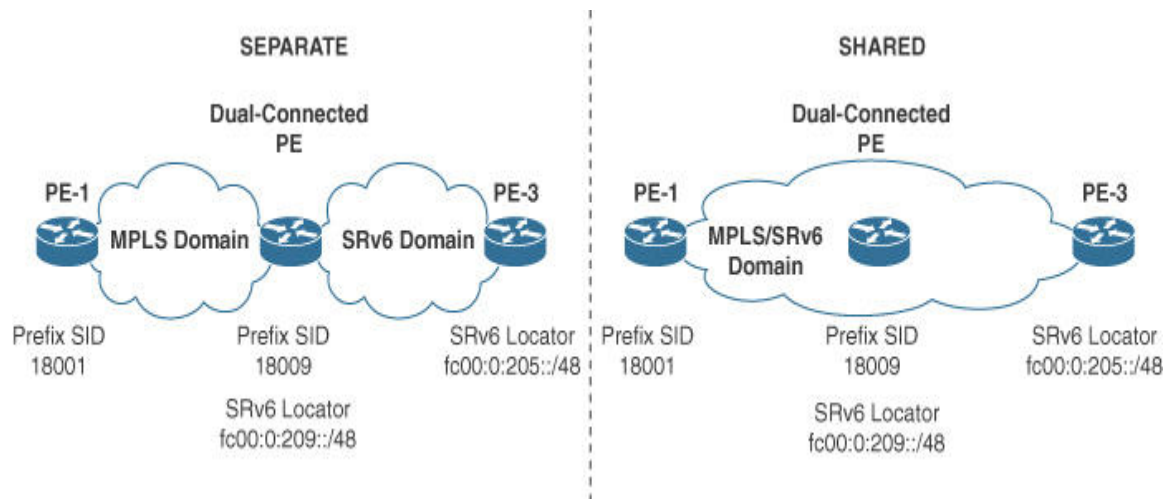 SEPARATE
Dual-Connected
PE
PE-1
PE-3
MPLS Domain
SRv6 Domain
Prefix SID
18001
Prefix SID
18009
SRv6 Locator
fc00:0:205::/48
SRv6 Locator
fc00:0:209::/48
SHARED
Dual-Connected
PE
PE-1
PE-3
MPLS/SRv6
Domain
Prefix SID
18001
Prefix SID
18009
SRv6 Locator
fc00:0:205::/48
SRv6 Locator
fc00:0:209::/48